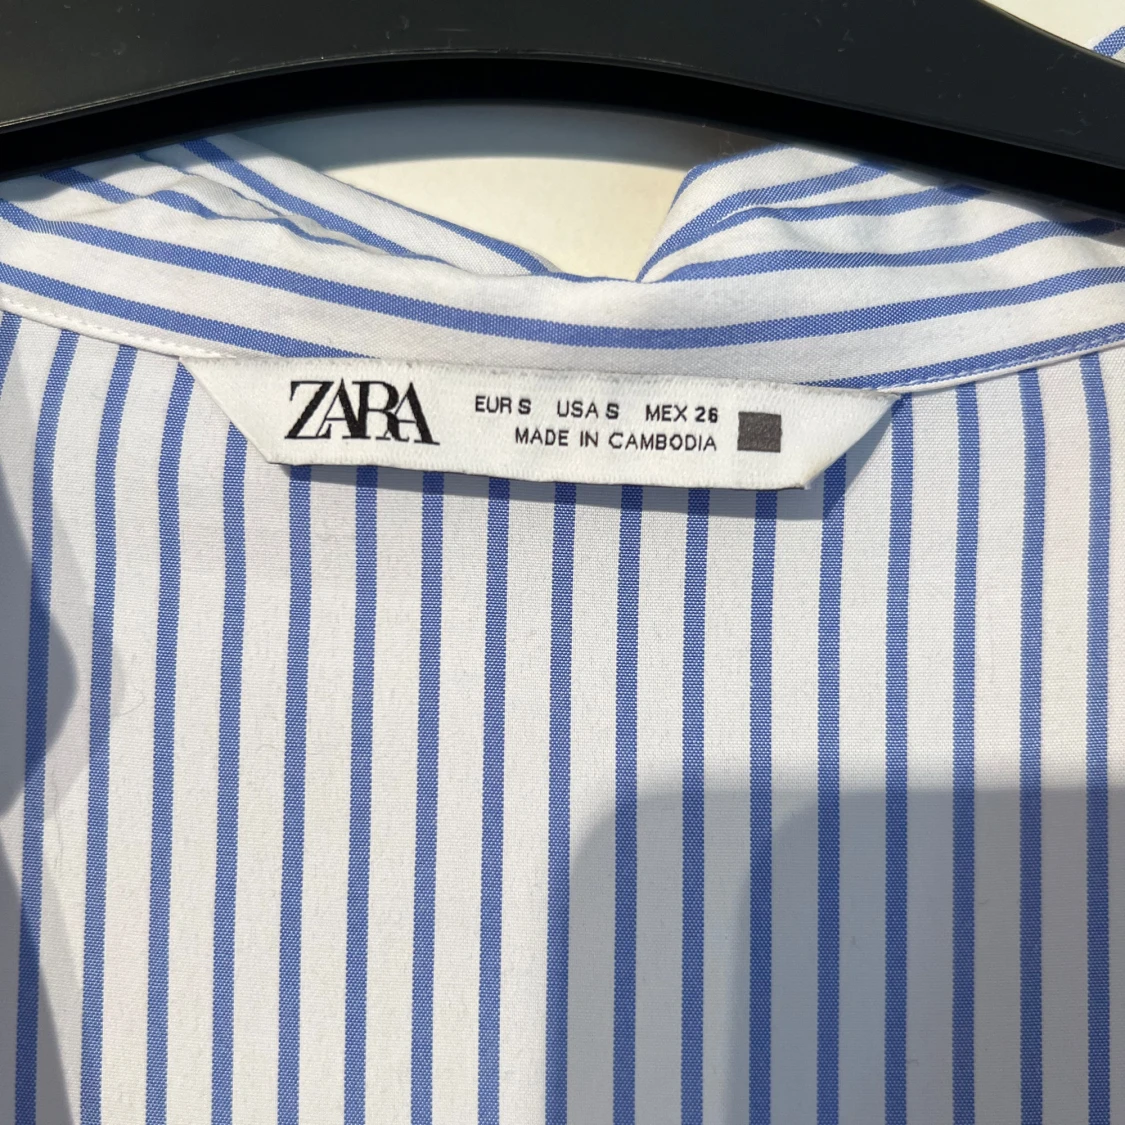 ZARA
EUR S USA S MEX 26
MADE IN CAMBODIA